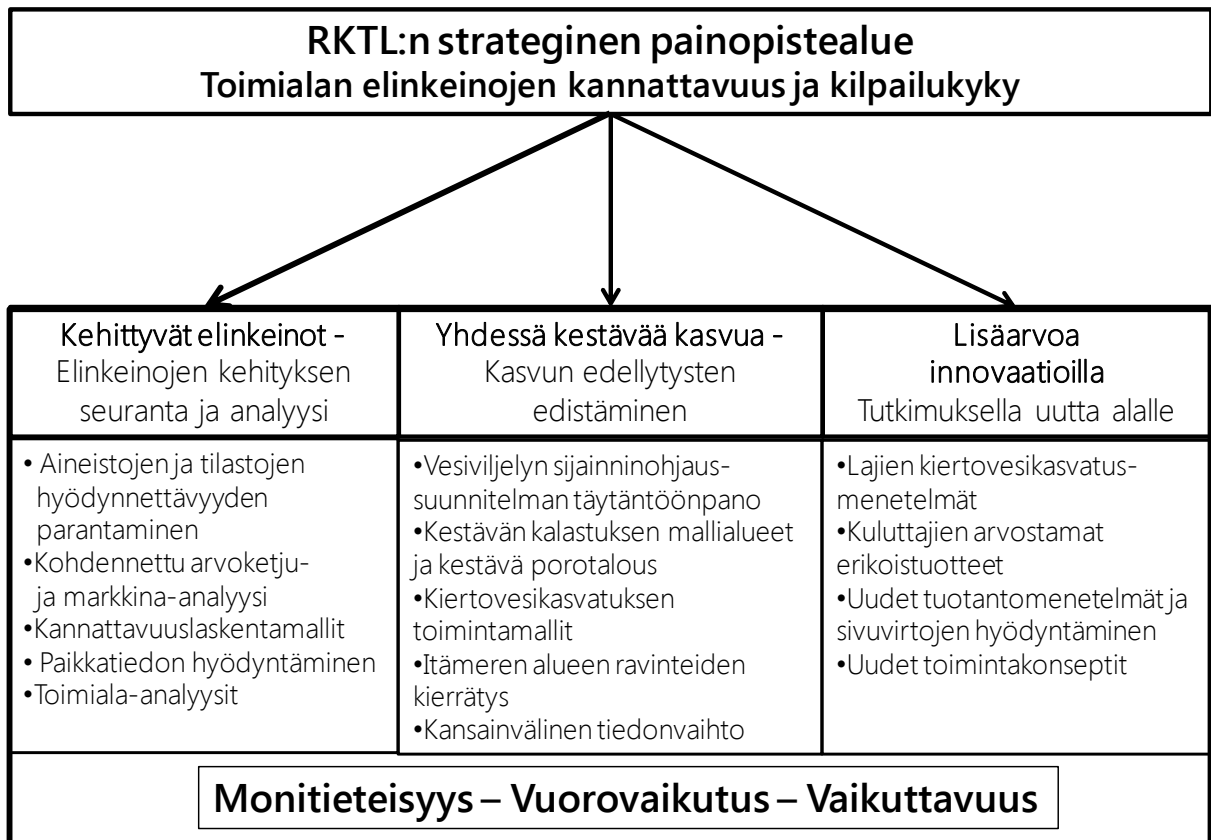 RKTL:n strateginen painopistealue
Toimialan elinkeinojen kannattavuus ja kilpailukyky
Kehittyvät elinkeinot -
Elinkeinojen kehityksen
seuranta ja analyysi
Yhdessä kestävää kasvua -
Kasvun edellytysten
edistäminen
Lisäarvoa
innovaatioilla
Tutkimuksella uutta alalle
• Aineistojen ja tilastojen
hyödynnettävyyden
parantaminen
•Kohdennettu arvoketju-
ja markkina-analyysi
•Kannattavuuslaskentamallit
• Paikkatiedon hyödyntäminen
•Toimiala-analyysit
•Vesiviljelyn sijainninohjaus-
suunnitelman täytäntöönpano
•Kestävän kalastuksen mallialueet
ja kestävä porotalous
•Kiertovesikasvatuksen
toimintamallit
•Itämeren alueen ravinteiden
kierrätys
•Kansainvälinen tiedonvaihto
•Lajien kiertovesikasvatus-
menetelmät
•Kuluttajien arvostamat
erikoistuotteet
•Uudet tuotantomenetelmät ja
sivuvirtojen hyödyntäminen
•Uudet toimintakonseptit
Monitieteisyys – Vuorovaikutus – Vaikuttavuus